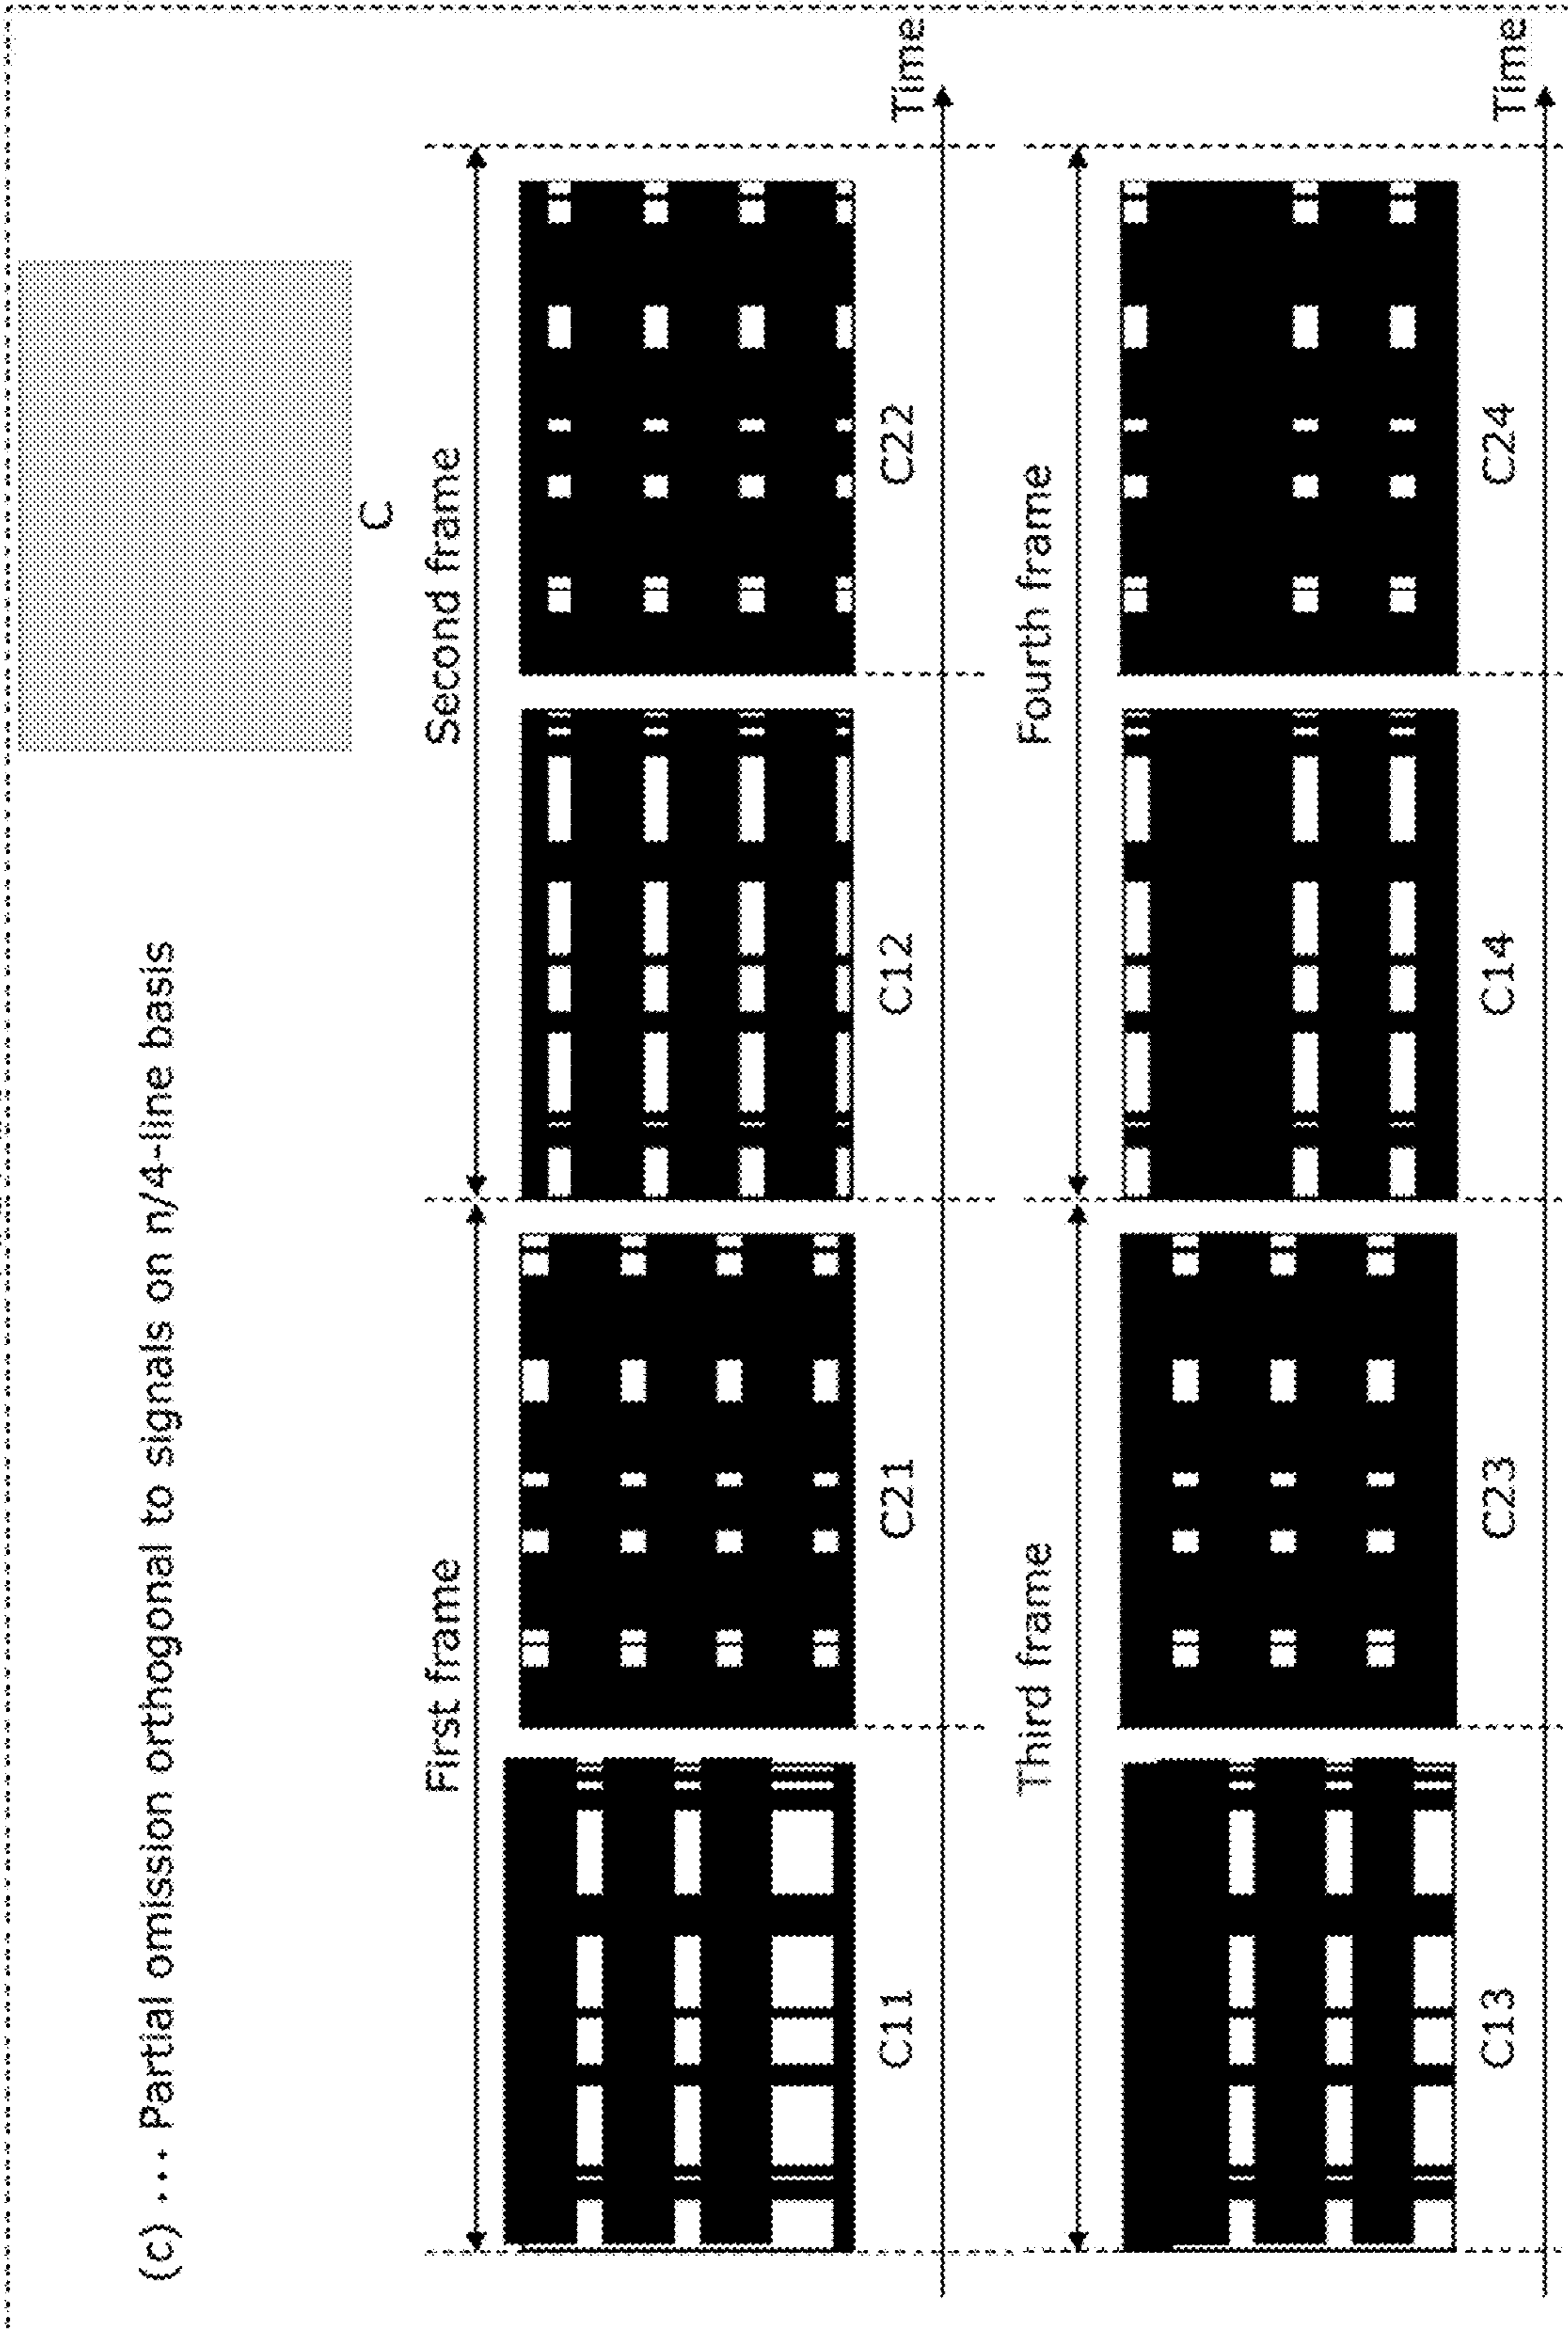 (c) ... Partial omission orthogonal to signals on n/4-line basis
C
First frame
Second frame
C11
C21
C12
C22
Time
Third frame
Fourth frame
C13
C23
C14
C24
Time